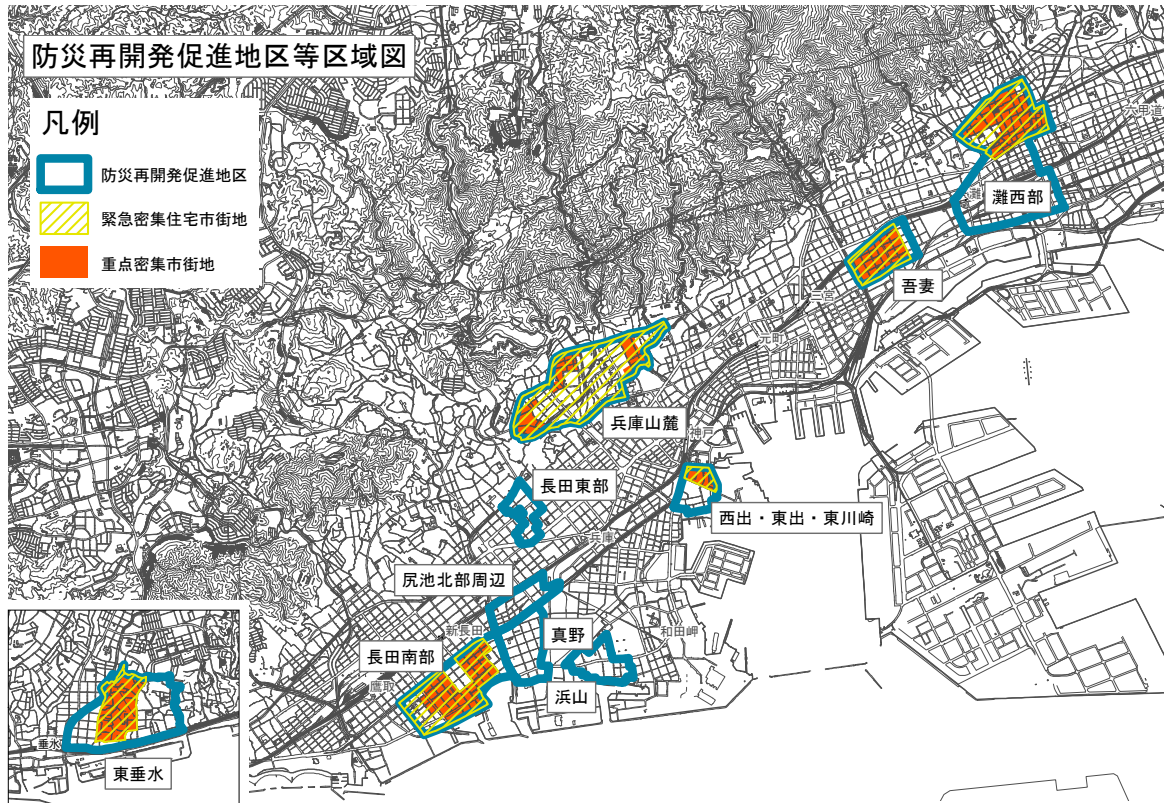 防災再開発促進地区等区域図
凡例
防災再開発促進地区
緊急密集住宅市街地
重点密集市街地
六甲道
灘
灘西部
吾妻
三宮
元町
兵庫山麓
神戸
長田東部
西出・東出・東川崎
兵庫
尻池北部周辺
新長田
真野
和田岬
長田南部
鷹取
浜山
垂水
東垂水